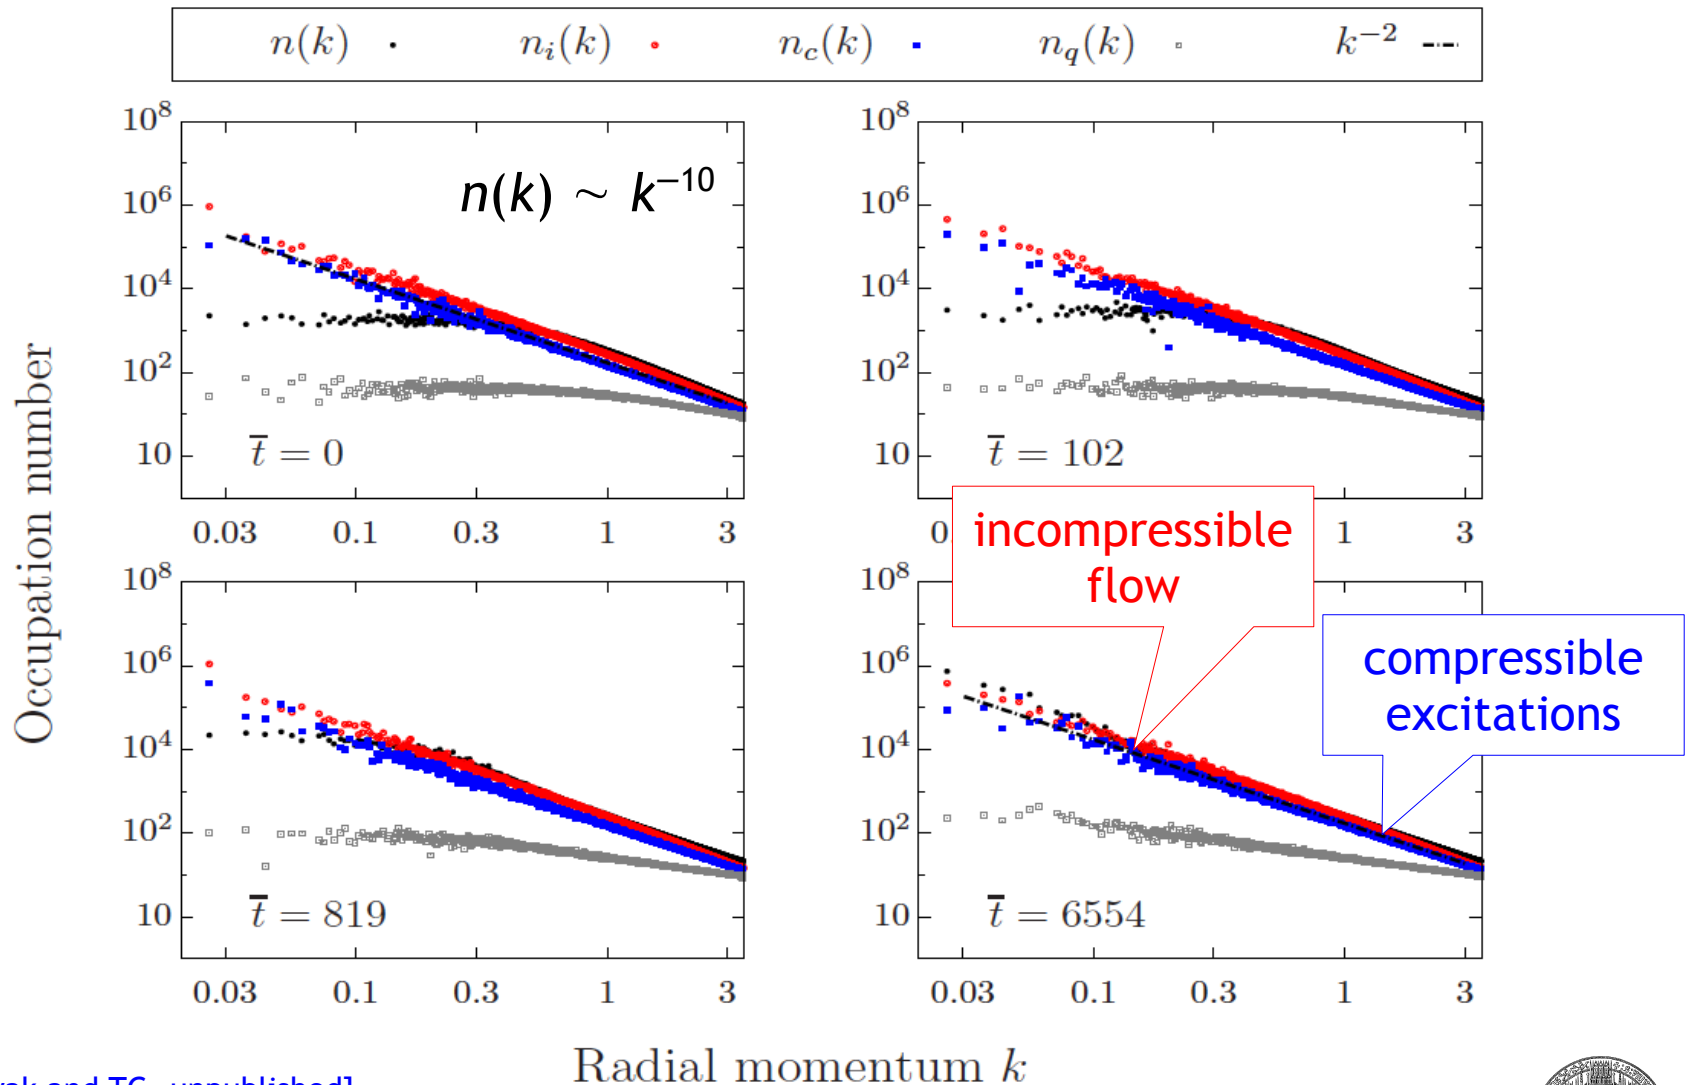 n(k) n_i(k) n_c(k) n_q(k) k^{-2}
10^8
10^6
10^4
10^2
10
n(k) ~ k^{-10}
t̅ = 0
0.03 0.1 0.3 1 3
10^8
10^6
10^4
10^2
10
t̅ = 102
0 1 3
incompressible
flow
Occupation number
10^8
10^6
10^4
10^2
10
t̅ = 819
0.03 0.1 0.3 1 3
10^8
10^6
10^4
10^2
10
compressible
excitations
t̅ = 6554
0.03 0.1 0.3 1 3
Radial momentum k
and TG, unpublished]